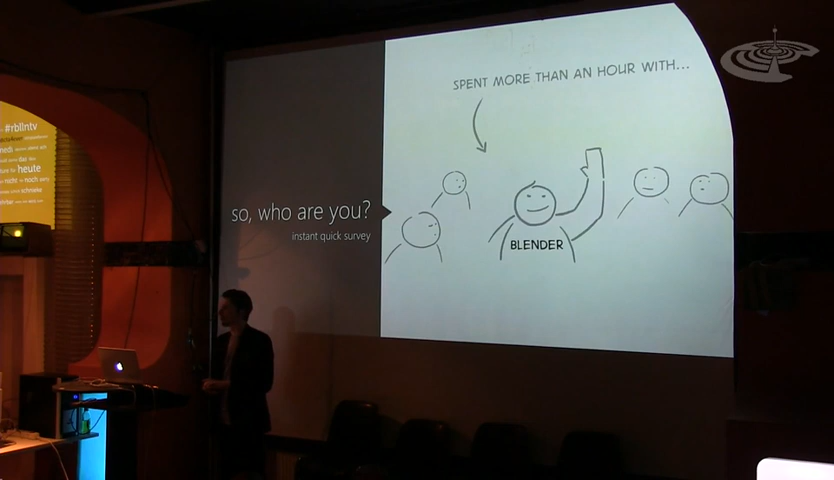 SPENT MORE THAN AN HOUR WITH...
so, who are you?
instant quick survey
BLENDER
#rbllntv
heute